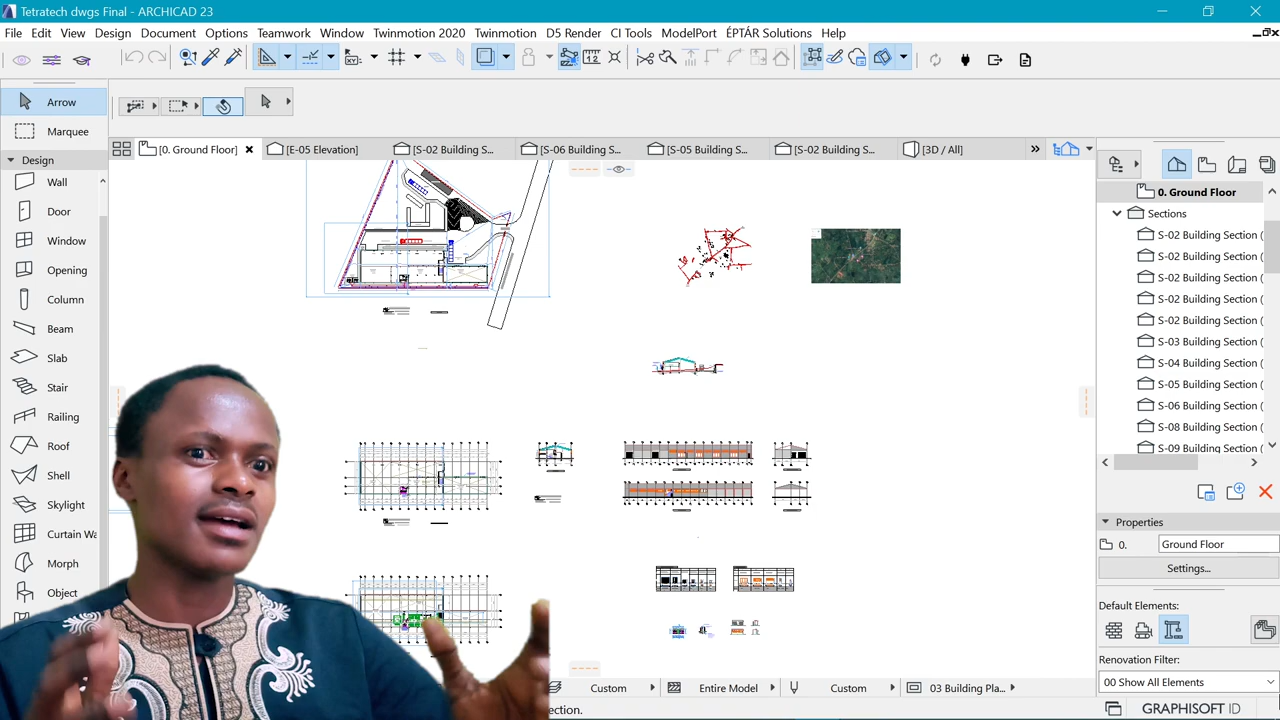 Tetratech dwgs Final - ARCHICAD 23
File Edit View Design Document Options Teamwork Window Twinmotion 2020 Twinmotion D5 Render CI Tools ModelPort ÉPTÁR Solutions Help
Arrow
Marquee
Design
Wall
Door
Window
Opening
Column
Beam
Slab
Stair
Railing
Roof
Shell
Skylight
Curtain Wa
Morph
Object
[0. Ground Floor]
[E-05 Elevation]
[S-02 Building S...
[S-06 Building S...
[S-05 Building S...
[S-02 Building S...
[3D / All]
0. Ground Floor
Sections
S-02 Building Section (
S-02 Building Section (
S-02 Building Section (
S-02 Building Section (
S-03 Building Section (
S-04 Building Section (
S-05 Building Section (
S-06 Building Section (
S-08 Building Section (
S-09 Building Section (
Properties
0. Ground Floor
Settings...
Default Elements:
Renovation Filter:
00 Show All Elements
Custom
Entire Model
Custom
03 Building Pla...
ection.
GRAPHISOFT ID